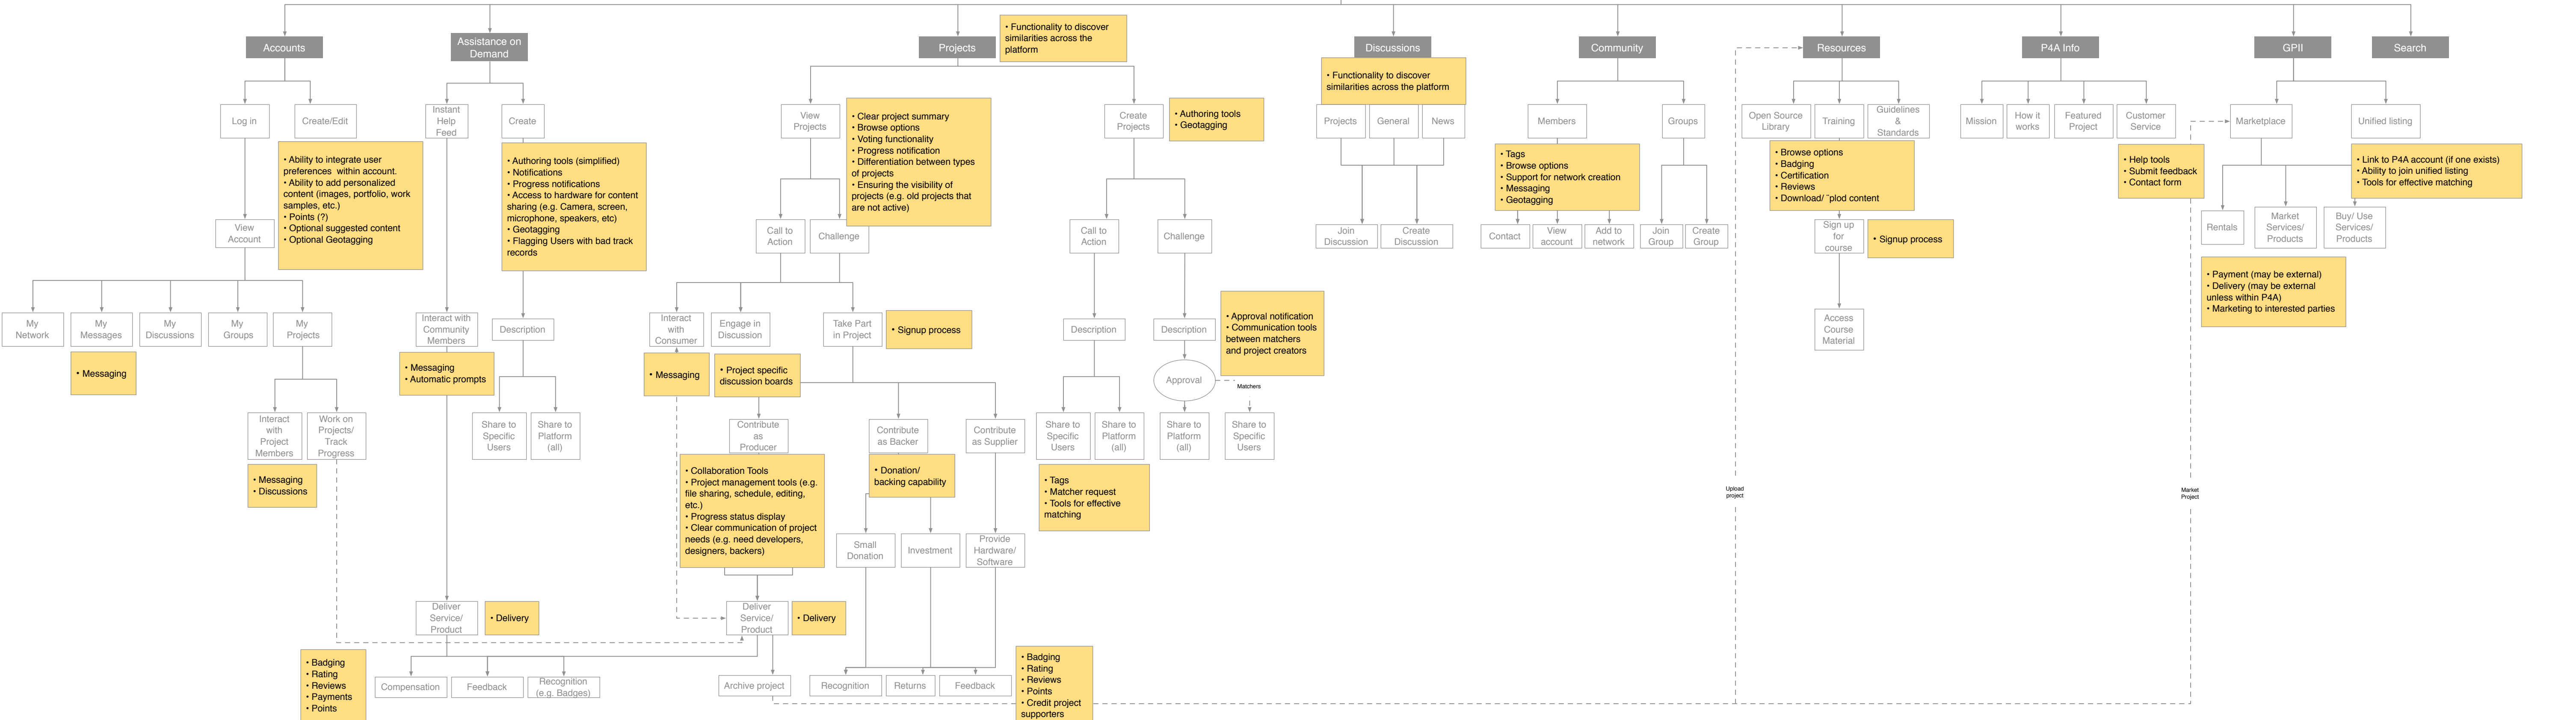 Accounts
Assistance on
Demand
Projects
• Functionality to discover
similarities across the
platform
Discussions
Community
Resources
P4A Info
GPII
Search
• Functionality to discover
similarities across the platform
Log in
Create/Edit
Instant
Help
Feed
Create
View
Projects
• Clear project summary
• Browse options
• Voting functionality
• Progress notification
• Differentiation between types
of projects
• Ensuring the visibility of
projects (e.g. old projects that
are not active)
Create
Projects
• Authoring tools
• Geotagging
Projects
General
News
Members
Groups
Open Source
Library
Training
Guidelines
&
Standards
Mission
How it
works
Featured
Project
Customer
Service
Marketplace
Unified listing
• Ability to integrate user
preferences within account.
• Ability to add personalized
content (images, portfolio, work
samples, etc.)
• Points (?)
• Optional suggested content
• Optional Geotagging
• Authoring tools (simplified)
• Notifications
• Progress notifications
• Access to hardware for content
sharing (e.g. Camera, screen,
microphone, speakers, etc)
• Geotagging
• Flagging Users with bad track
records
• Tags
• Browse options
• Support for network creation
• Messaging
• Geotagging
• Browse options
• Badging
• Certification
• Reviews
• Download/ ¨plod content
• Help tools
• Submit feedback
• Contact form
• Link to P4A account (if one exists)
• Ability to join unified listing
• Tools for effective matching
View
Account
Call to
Action
Challenge
Call to
Action
Challenge
Join
Discussion
Create
Discussion
Contact
View
account
Add to
network
Join
Group
Create
Group
Sign up
for
course
• Signup process
Rentals
Market
Services/
Products
Buy/ Use
Services/
Products
• Payment (may be external)
• Delivery (may be external
unless within P4A)
• Marketing to interested parties
My
Network
My
Messages
My
Discussions
My
Groups
My
Projects
Interact with
Community
Members
Description
Interact
with
Consumer
Engage in
Discussion
Take Part
in Project
• Signup process
Description
Description
• Approval notification
• Communication tools
between matchers
and project creators
Access
Course
Material
• Messaging
• Messaging
• Automatic prompts
• Messaging
• Project specific
discussion boards
Approval
Matchers
Interact
with
Project
Members
Work on
Projects/
Track
Progress
Share to
Specific
Users
Share to
Platform
(all)
Contribute
as
Producer
Contribute
as Backer
Contribute
as Supplier
Share to
Specific
Users
Share to
Platform
(all)
Share to
Platform
(all)
Share to
Specific
Users
• Messaging
• Discussions
• Collaboration Tools
• Project management tools (e.g.
file sharing, schedule, editing,
etc.)
• Progress status display
• Clear communication of project
needs (e.g. need developers,
designers, backers)
• Donation/
backing capability
• Tags
• Matcher request
• Tools for effective
matching
Upload
project
Market
Project
Small
Donation
Investment
Provide
Hardware/
Software
Deliver
Service/
Product
• Delivery
Deliver
Service/
Product
• Delivery
• Badging
• Rating
• Reviews
• Payments
• Points
Compensation
Feedback
Recognition
(e.g. Badges)
Archive project
Recognition
Returns
Feedback
• Badging
• Rating
• Reviews
• Points
• Credit project
supporters